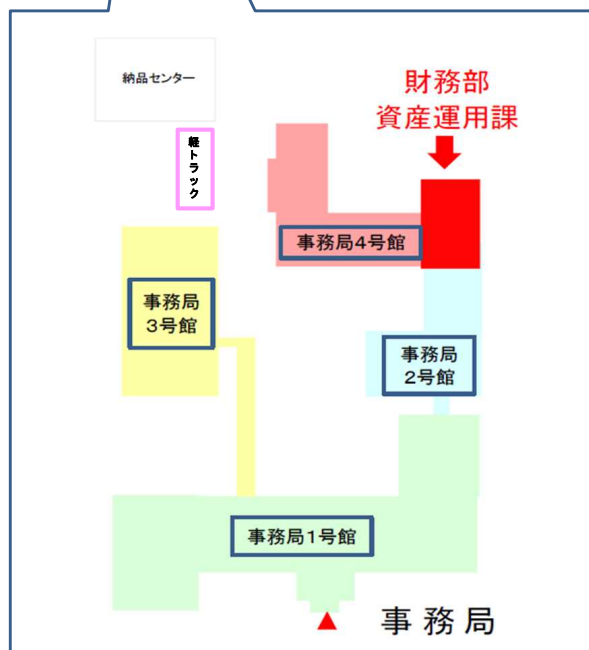 納品センター
財務部
資産運用課
軽トラック
事務局4号館
事務局
3号館
事務局
2号館
事務局1号館
事務局